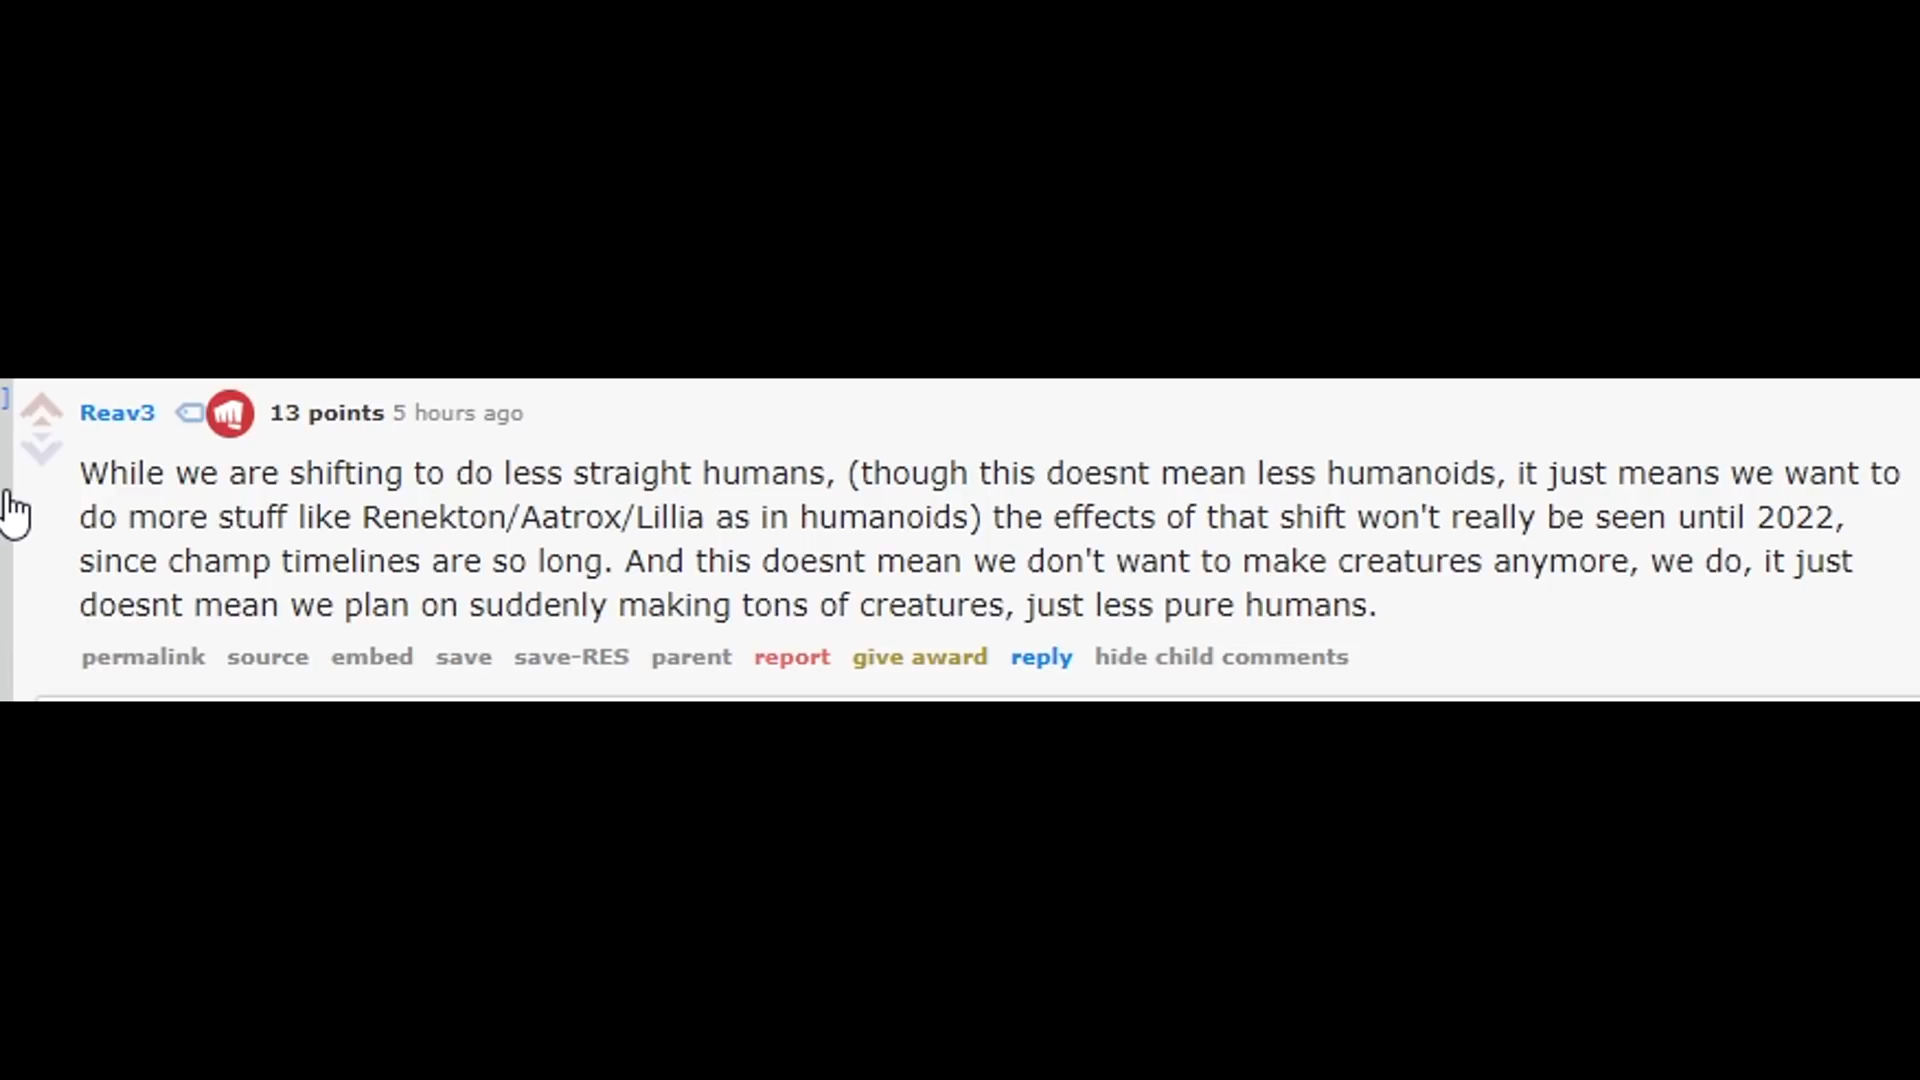 ]
Reav3 13 points 5 hours ago
While we are shifting to do less straight humans, (though this doesnt mean less humanoids, it just means we want to
do more stuff like Renekton/Aatrox/Lillia as in humanoids) the effects of that shift won't really be seen until 2022,
since champ timelines are so long. And this doesnt mean we don't want to make creatures anymore, we do, it just
doesnt mean we plan on suddenly making tons of creatures, just less pure humans.
permalink source embed save save-RES parent report give award reply hide child comments